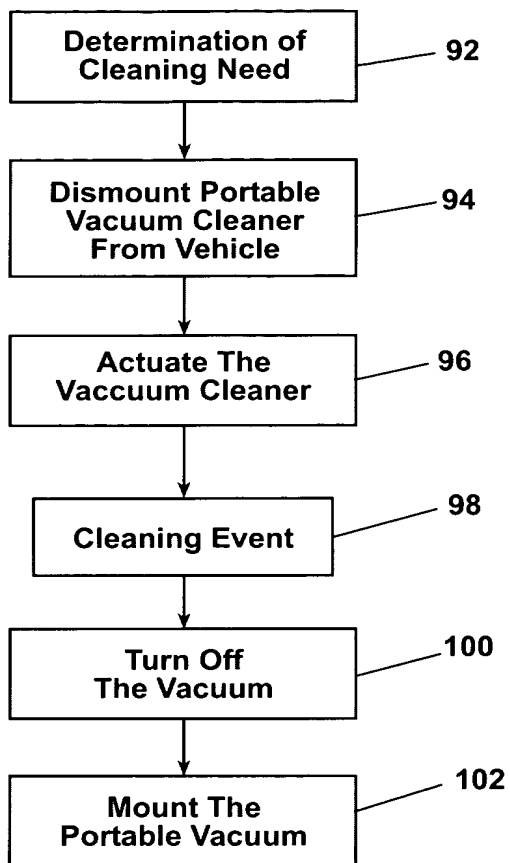 Determination of
Cleaning Need
92
Dismount Portable
Vacuum Cleaner
From Vehicle
94
Actuate The
Vaccuum Cleaner
96
Cleaning Event
98
Turn Off
The Vacuum
100
Mount The
Portable Vacuum
102